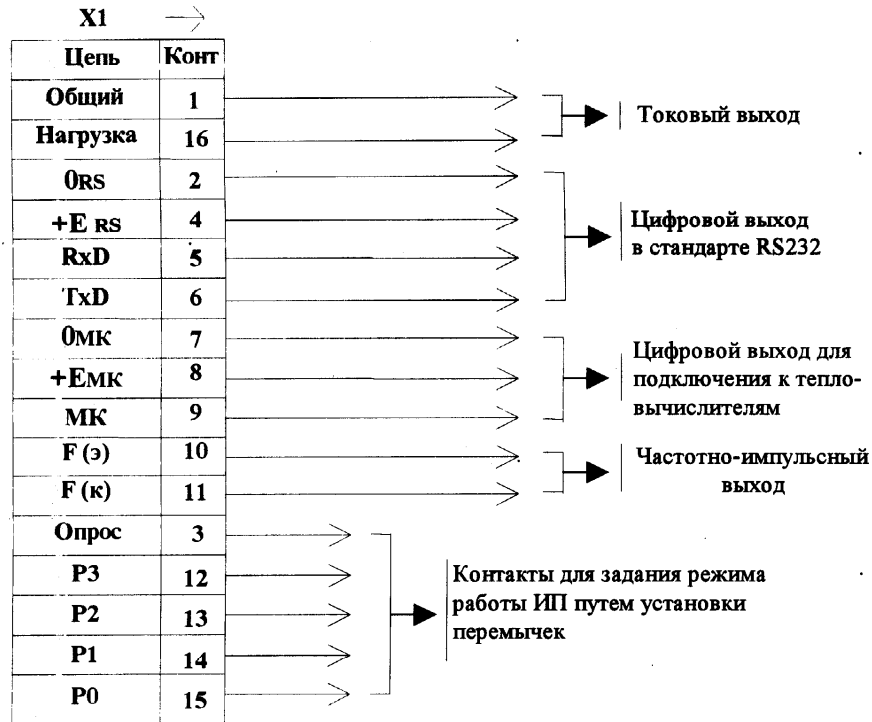 X1
Цепь Конт
Общий 1
Нагрузка 16
0RS 2
+E RS 4
RxD 5
TxD 6
0МК 7
+EМК 8
МК 9
F (э) 10
F (к) 11
Опрос 3
P3 12
P2 13
P1 14
P0 15
Токовый выход
Цифровой выход
в стандарте RS232
Цифровой выход для
подключения к тепло-
вычислителям
Частотно-импульсный
выход
Контакты для задания режима
работы ИП путем установки
перемычек